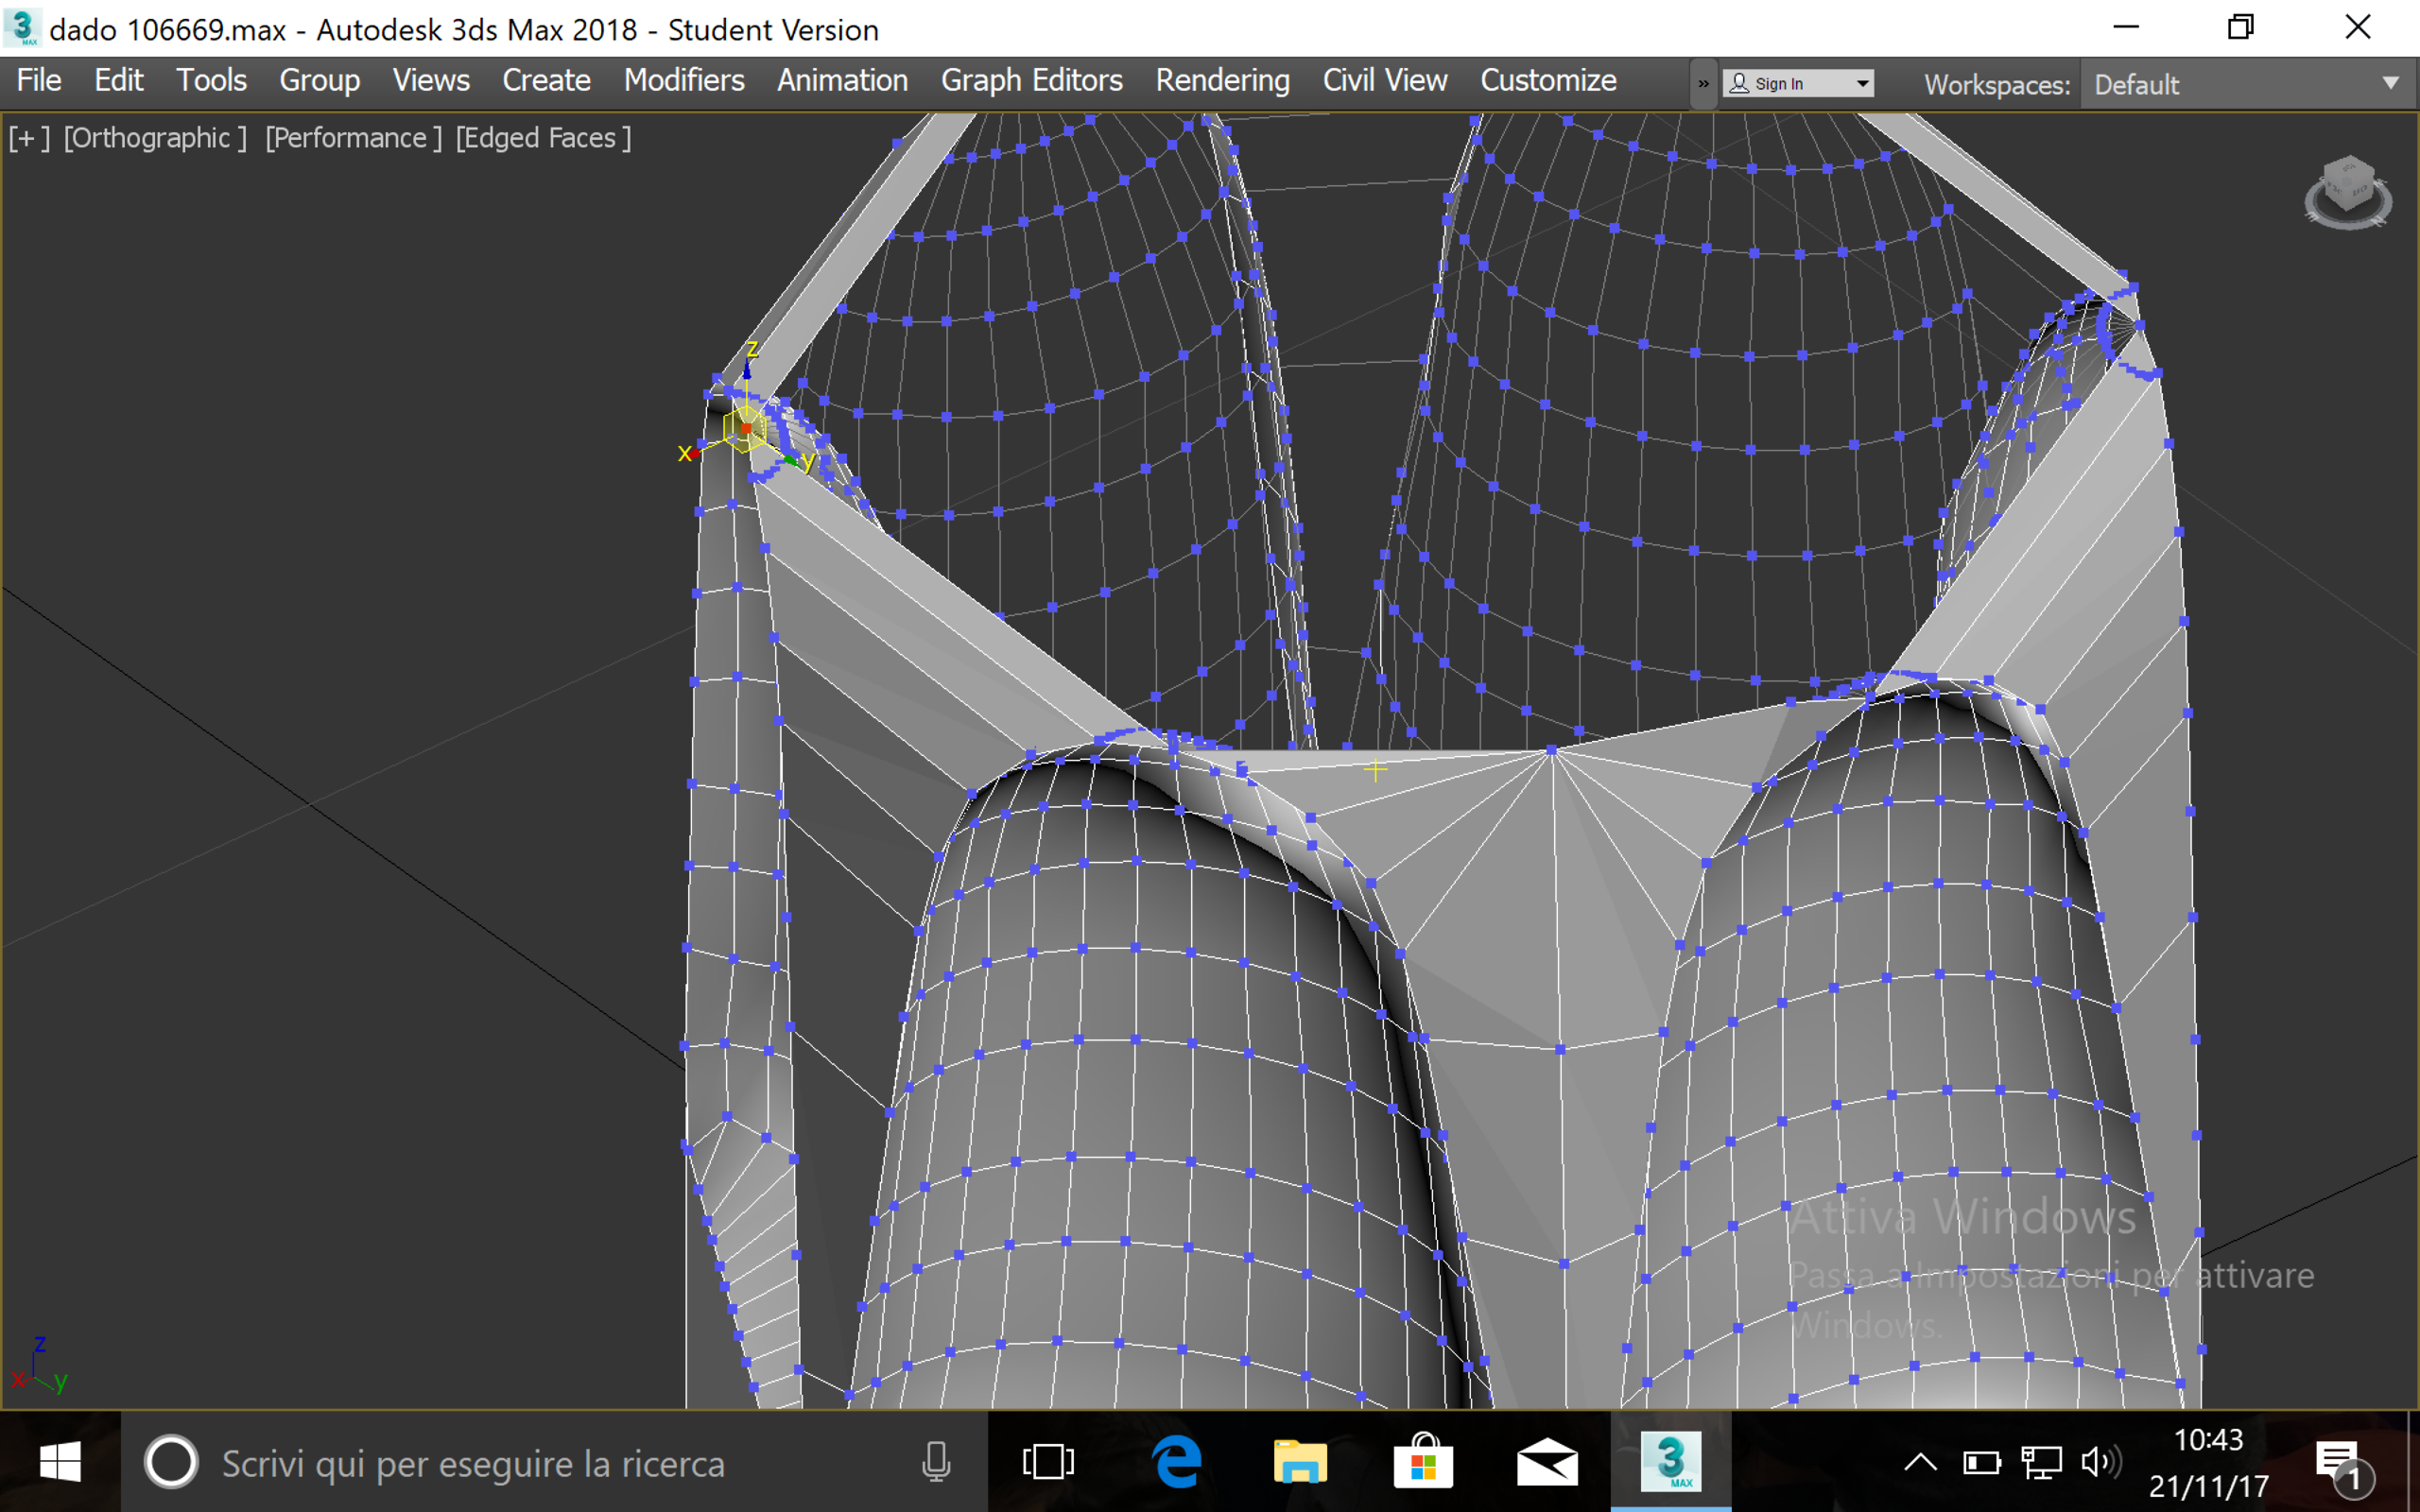 dado 106669.max - Autodesk 3ds Max 2018 - Student Version
File Edit Tools Group Views Create Modifiers Animation Graph Editors Rendering Civil View Customize » Sign In Workspaces: Default
[+] [Orthographic] [Performance] [Edged Faces]
z
x
y
Attiva Windows
Passa a Impostazioni per attivare
Windows.
z
x
y
Scrivi qui per eseguire la ricerca
3
MAX
10:43
21/11/17
1